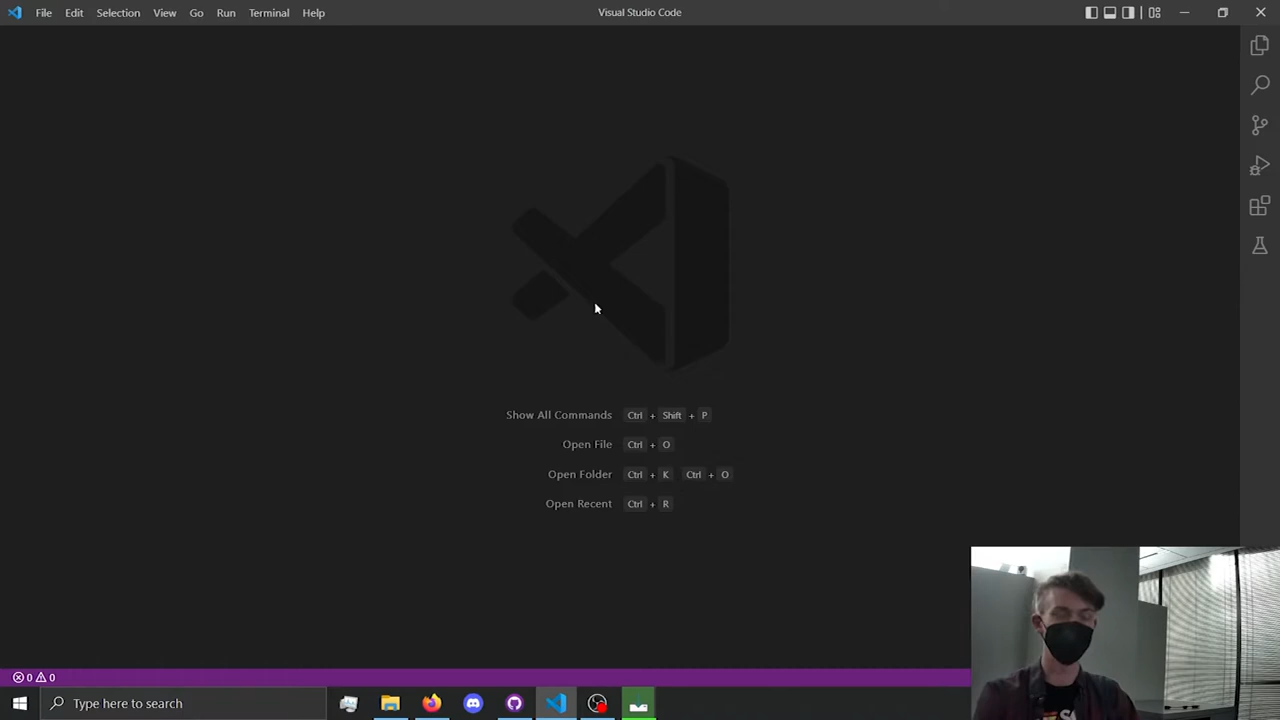 File Edit Selection View Go Run Terminal Help Visual Studio Code
Show All Commands Ctrl + Shift + P
Open File Ctrl + O
Open Folder Ctrl + K Ctrl + O
Open Recent Ctrl + R
0 0
Type here to search